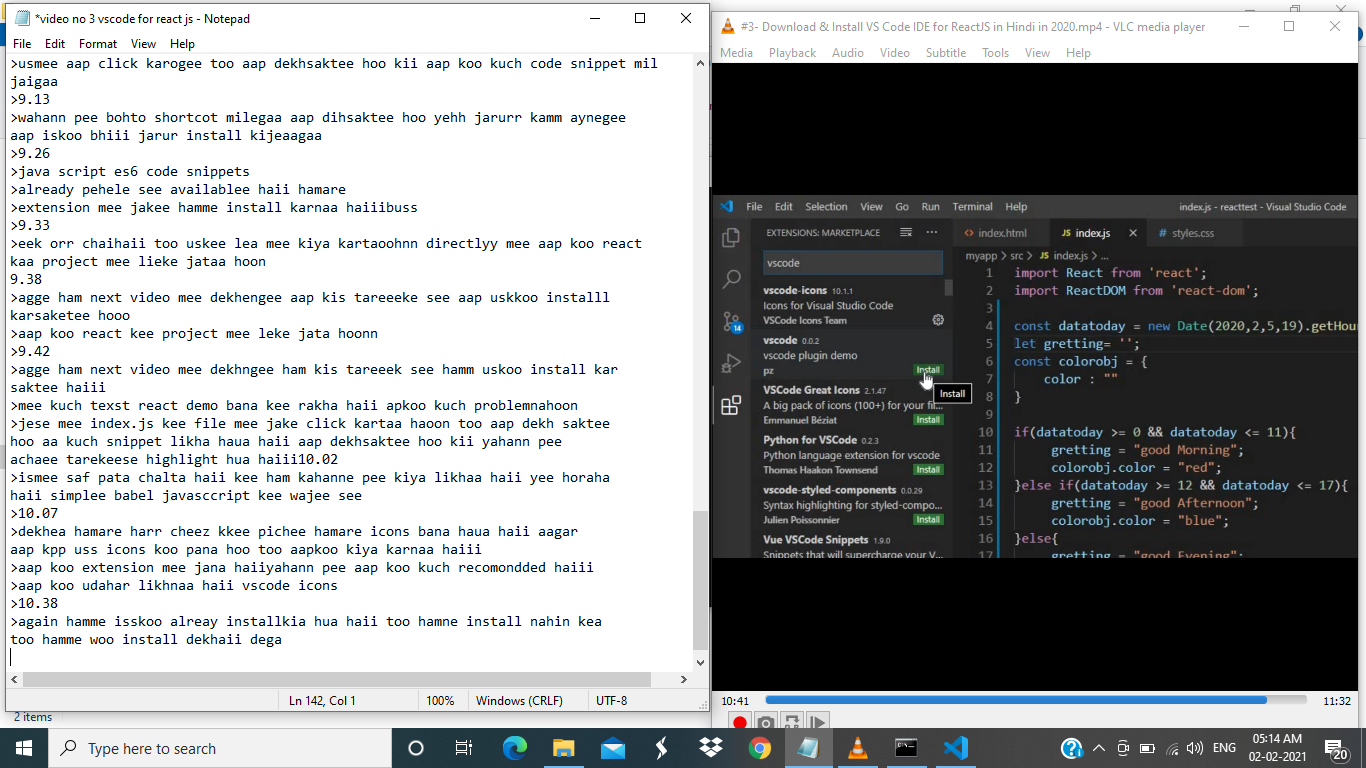 *video no 3 vscode for react js - Notepad
File Edit Format View Help
>usmee aap click karogee too aap dekhsaktee hoo kii aap koo kuch code snippet mil
jaigaa
>9.13
>wahann pee bohto shortcot milegaa aap dihsaktee hoo yehh jarurr kamm aynegee
aap iskoo bhiii jarur install kijeaagaa
>9.26
>java script es6 code snippets
>already pehele see availablee haii hamare
>extension mee jakee hamme install karnaa haiiibuss
>9.33
>eek orr chaihaii too uskee lea mee kiya kartaoohnn directlyy mee aap koo react
kaa project mee lieke jataa hoon
9.38
>agge ham next video mee dekhengee aap kis tareeeke see aap uskkoo installl
karsaketee hooo
>aap koo react kee project mee leke jata hoonn
>9.42
>agge ham next video mee dekhngee ham kis tareeek see hamm uskoo install kar
saktee haiii
>mee kuch texst react demo bana kee rakha haii apkoo kuch problemnahoon
>jese mee index.js kee file mee jake click kartaa haoon too aap dekh saktee
hoo aa kuch snippet likha haua haii aap dekhsaktee hoo kii yahann pee
achaee tarekeese highlight hua haiii10.02
>ismee saf pata chalta haii kee ham kahanne pee kiya likhaa haii yee horaha
haii simplee babel javasccript kee wajee see
>10.07
>dekhea hamare harr cheez kkee pichee hamare icons bana haua haii aagar
aap kpp uss icons koo pana hoo too aapkoo kiya karnaa haiii
>aap koo extension mee jana haiiyahann pee aap koo kuch recomondded haiii
>aap koo udahar likhnaa haii vscode icons
>10.38
>again hamme isskoo alreay installkia hua haii too hamne install nahin kea
too hamme woo install dekhaii dega
Ln 142, Col 1 100% Windows (CRLF) UTF-8
2 items
#3- Download & Install VS Code IDE for ReactJS in Hindi in 2020.mp4 - VLC media player
Media Playback Audio Video Subtitle Tools View Help
File Edit Selection View Go Run Terminal Help index.js - reacttest - Visual Studio Code
EXTENSIONS: MARKETPLACE
vscode
vscode-icons 10.1.1
Icons for Visual Studio Code
VSCode Icons Team
vscode 0.0.2
vscode plugin demo
pz Install
Install
VSCode Great Icons 2.1.47
A big pack of icons (100+) for your fil...
Emmanuel Béziat Install
Python for VSCode 0.2.3
Python language extension for vscode
Thomas Haakon Townsend Install
vscode-styled-components 0.0.29
Syntax highlighting for styled-compo...
Julien Poissonnier Install
Vue VSCode Snippets 1.9.0
Snippets that will supercharge your V...
14
index.html JS index.js # styles.css
myapp > src > JS index.js > ...
1 import React from 'react';
2 import ReactDOM from 'react-dom';
3
4 const datatoday = new Date(2020,2,5,19).getHou
5 let gretting= '';
6 const colorobj = {
7 color : ""
8 }
9
10 if(datatoday >= 0 && datatoday <= 11){
11 gretting = "good Morning";
12 colorobj.color = "red";
13 }else if(datatoday >= 12 && datatoday <= 17){
14 gretting = "good Afternoon";
15 colorobj.color = "blue";
16 }else{
17 gretting = "good Evening";
10:41 11:32
Type here to search
ENG
05:14 AM
02-02-2021
20